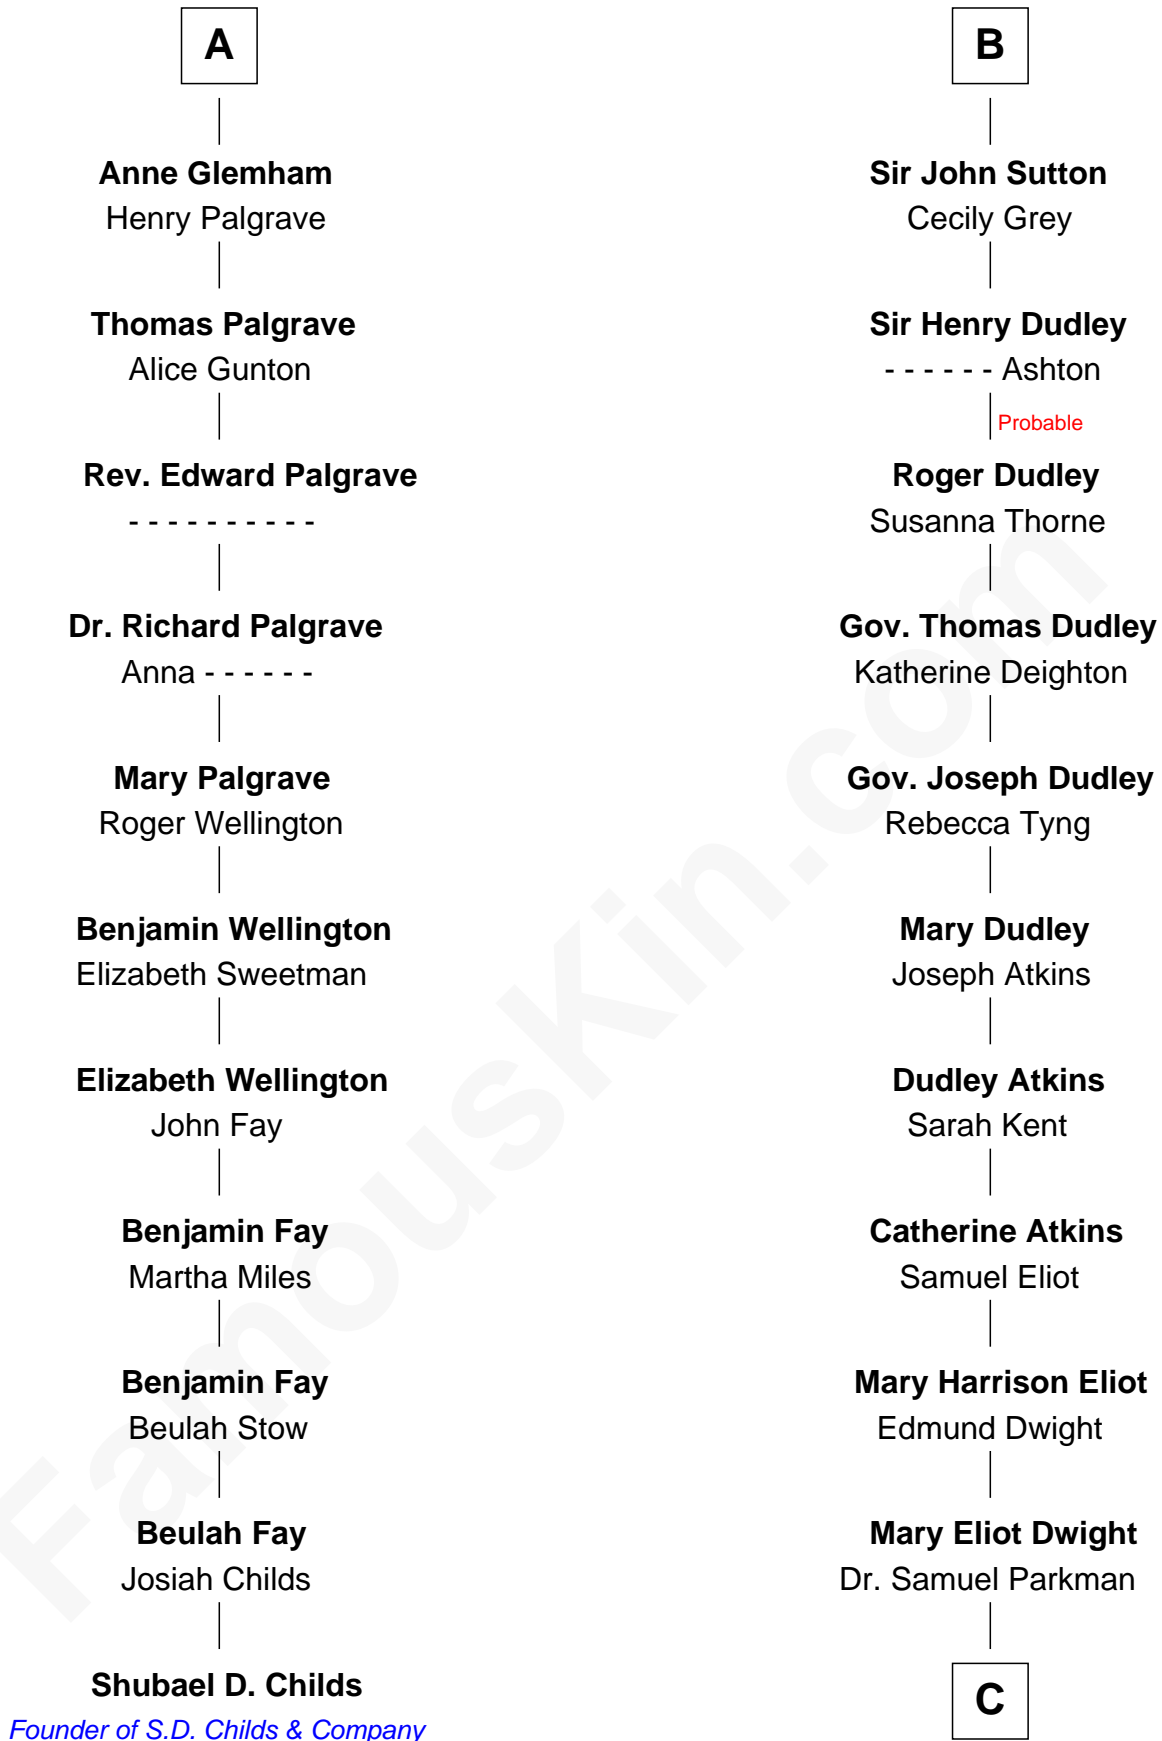 A
Anne Glemham
Henry Palgrave
Thomas Palgrave
Alice Gunton
Rev. Edward Palgrave
- - - - - - - - - -
Dr. Richard Palgrave
Anna - - - - - -
Mary Palgrave
Roger Wellington
Benjamin Wellington
Elizabeth Sweetman
Elizabeth Wellington
John Fay
Benjamin Fay
Martha Miles
Benjamin Fay
Beulah Stow
Beulah Fay
Josiah Childs
Shubael D. Childs
Founder of S.D. Childs & Company
B
Sir John Sutton
Cecily Grey
Sir Henry Dudley
- - - - - - Ashton
Probable
Roger Dudley
Susanna Thorne
Gov. Thomas Dudley
Katherine Deighton
Gov. Joseph Dudley
Rebecca Tyng
Mary Dudley
Joseph Atkins
Dudley Atkins
Sarah Kent
Catherine Atkins
Samuel Eliot
Mary Harrison Eliot
Edmund Dwight
Mary Eliot Dwight
Dr. Samuel Parkman
C
FamousKin.com